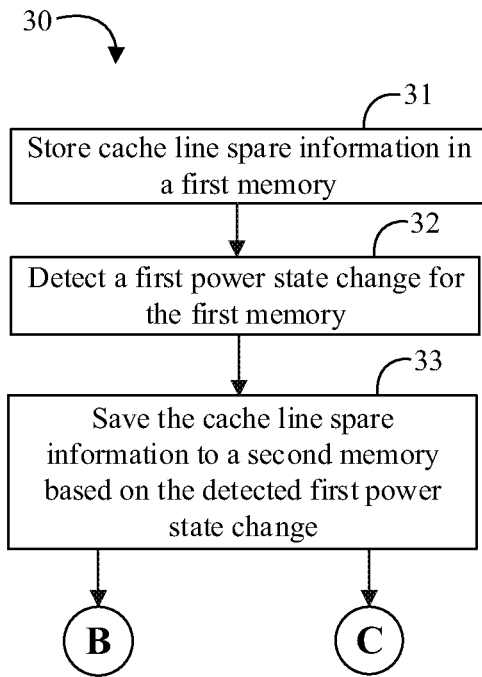 30
31
Store cache line spare information in
a first memory
32
Detect a first power state change for
the first memory
33
Save the cache line spare
information to a second memory
based on the detected first power
state change
B
C